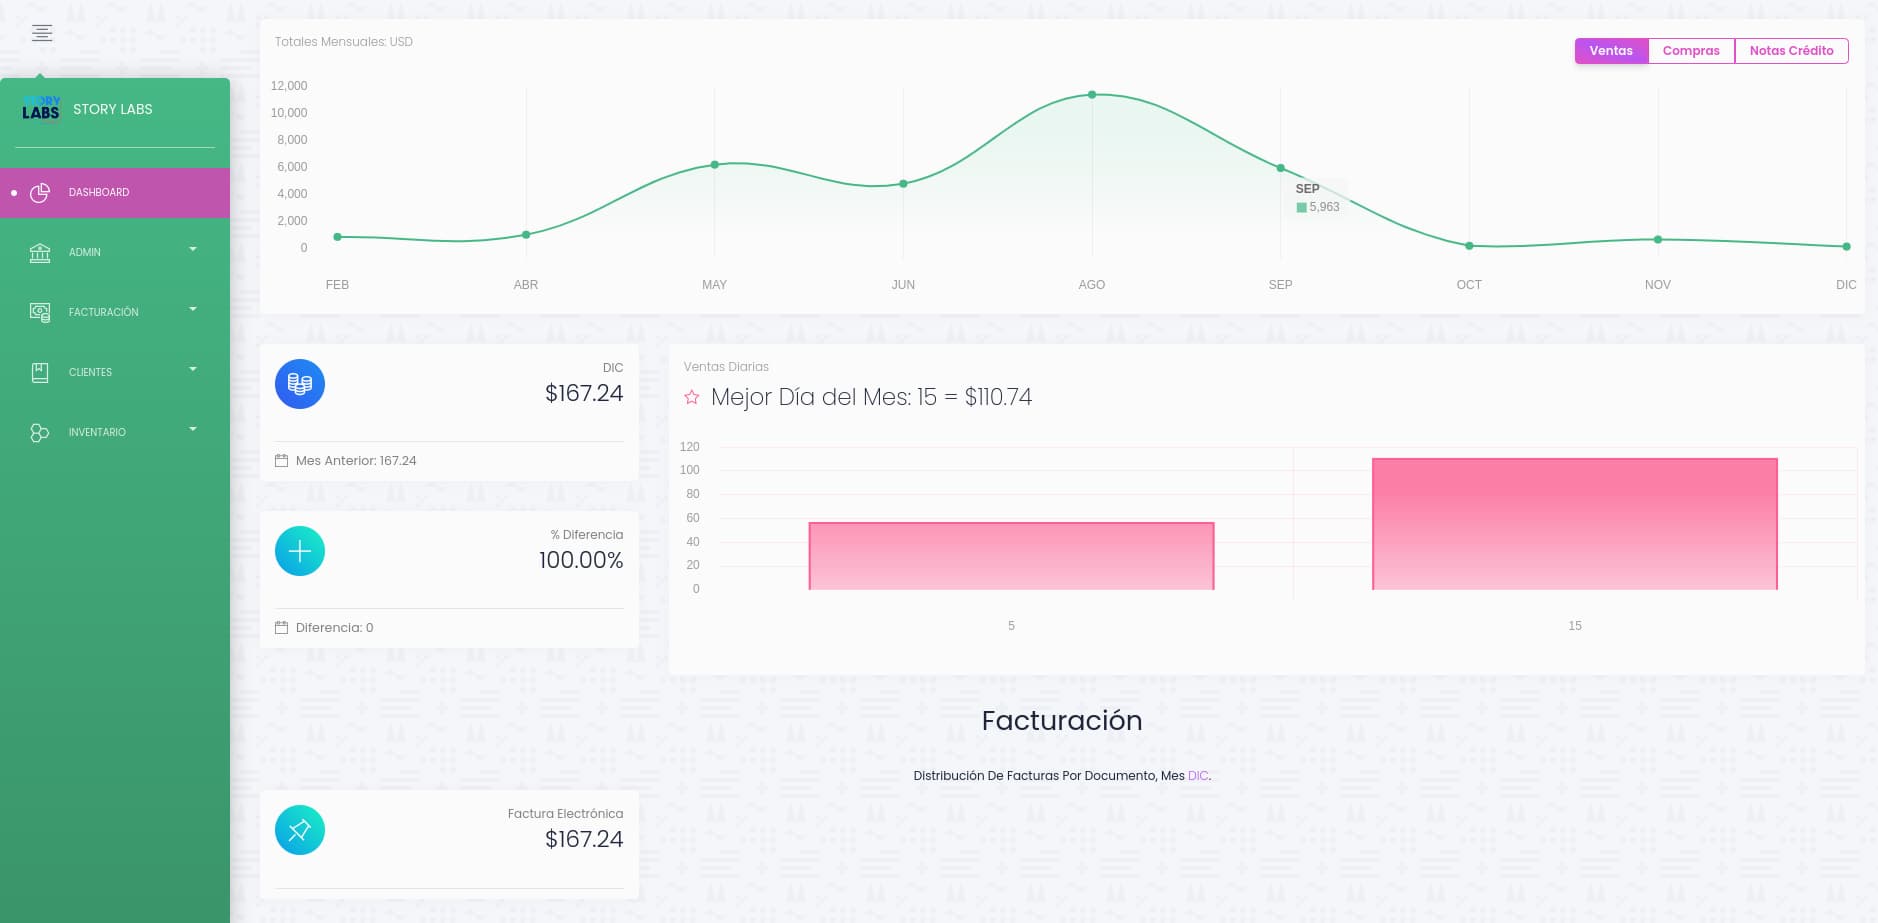 STORY
LABS
STORY LABS
DASHBOARD
ADMIN
FACTURACIÓN
CLIENTES
INVENTARIO
Totales Mensuales: USD
Ventas Compras Notas Crédito
12,000
10,000
8,000
6,000
4,000
2,000
0
SEP
5,963
FEB ABR MAY JUN AGO SEP OCT NOV DIC
DIC
$167.24
Mes Anterior: 167.24
% Diferencia
100.00%
Diferencia: 0
Ventas Diarias
Mejor Día del Mes: 15 = $110.74
120
100
80
60
40
20
0
5 15
Facturación
Distribución De Facturas Por Documento, Mes DIC.
Factura Electrónica
$167.24